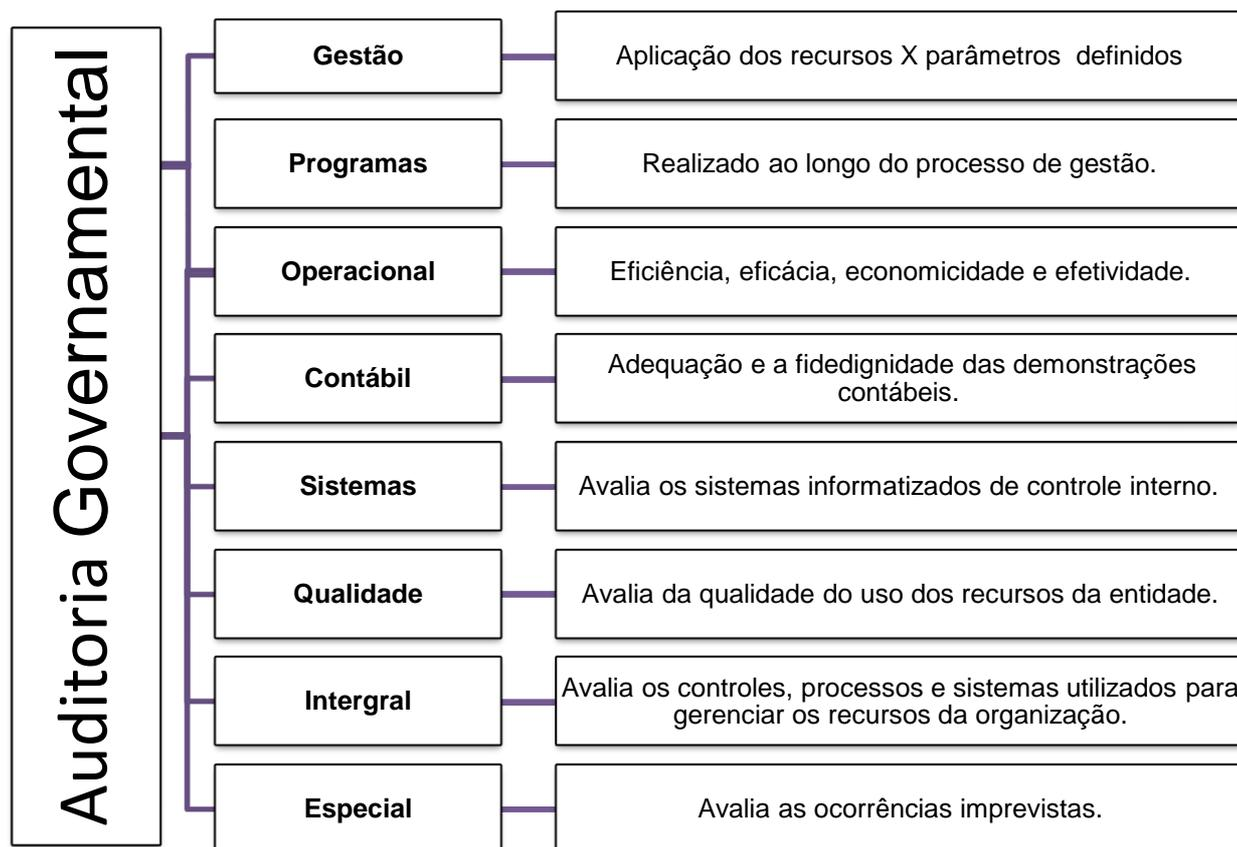 Auditoria Governamental
Gestão
Aplicação dos recursos X parâmetros definidos
Programas
Realizado ao longo do processo de gestão.
Operacional
Eficiência, eficácia, economicidade e efetividade.
Contábil
Adequação e a fidedignidade das demonstrações
contábeis.
Sistemas
Avalia os sistemas informatizados de controle interno.
Qualidade
Avalia da qualidade do uso dos recursos da entidade.
Intergral
Avalia os controles, processos e sistemas utilizados para
gerenciar os recursos da organização.
Especial
Avalia as ocorrências imprevistas.